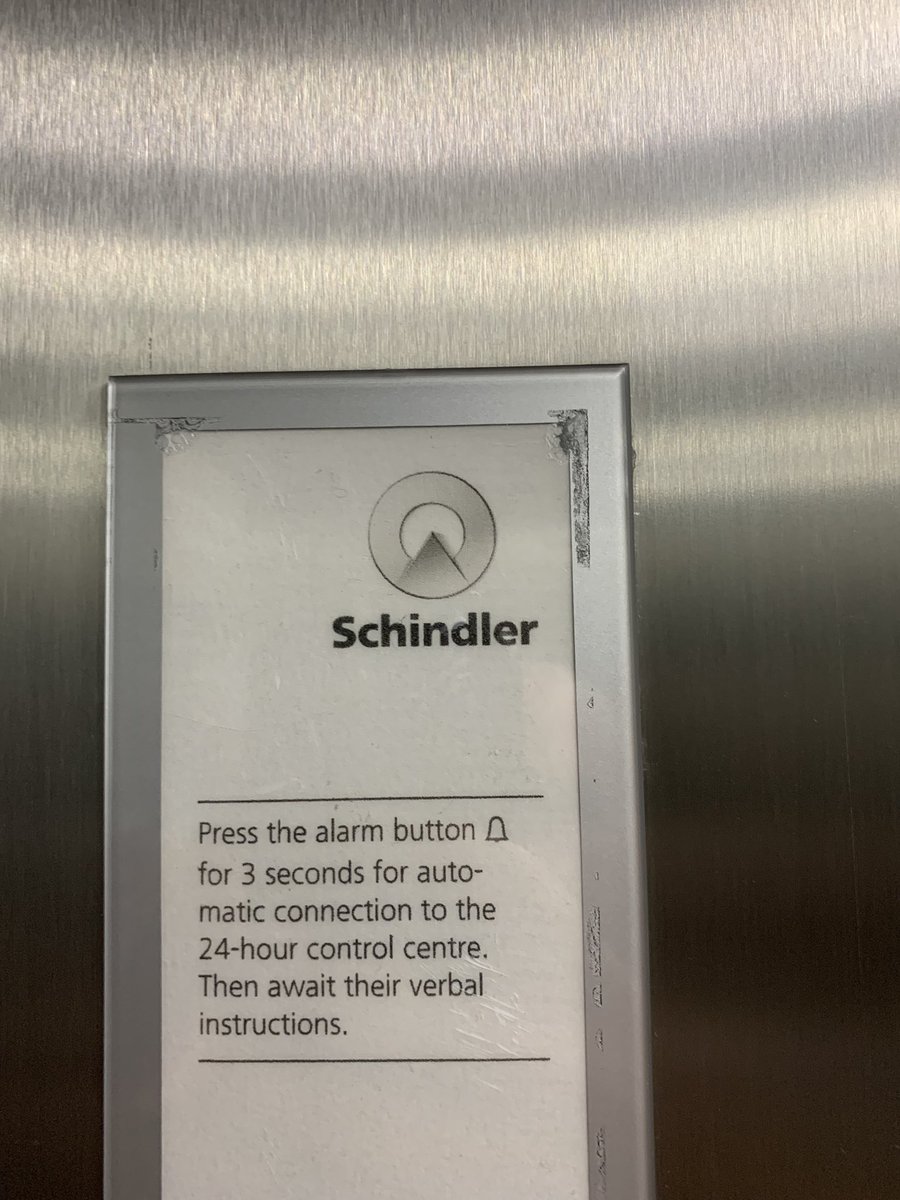 Schindler
Press the alarm button
for 3 seconds for auto-
matic connection to the
24-hour control centre.
Then await their verbal
instructions.